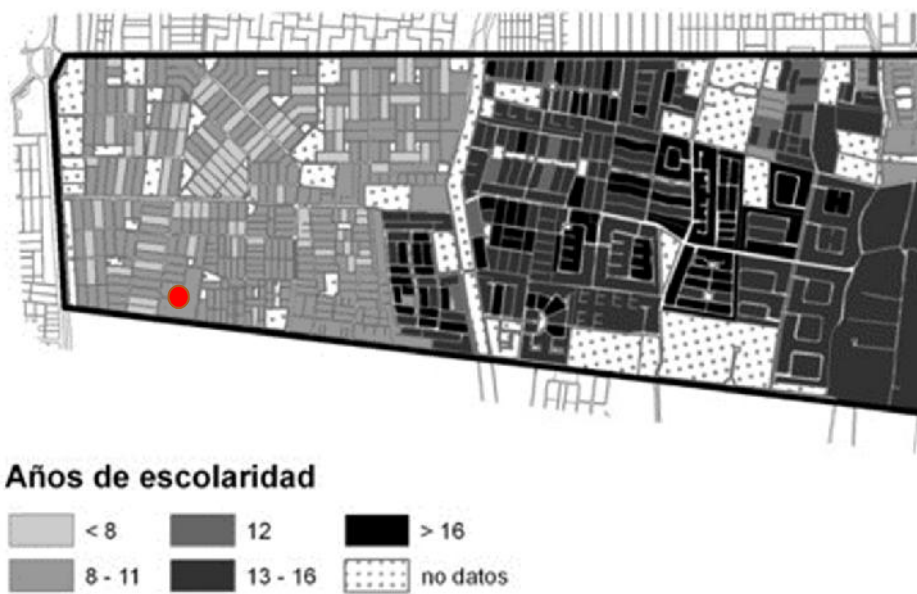 Años de escolaridad
< 8
12
> 16
8 - 11
13 - 16
no datos